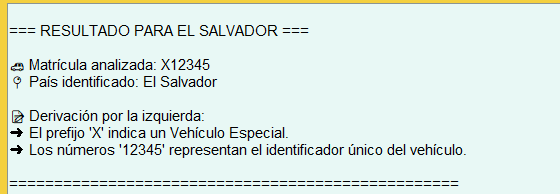 === RESULTADO PARA EL SALVADOR ===
🚗 Matrícula analizada: X12345
📍 País identificado: El Salvador
📝 Derivación por la izquierda:
➜ El prefijo 'X' indica un Vehículo Especial.
➜ Los números '12345' representan el identificador único del vehículo.
==================================================